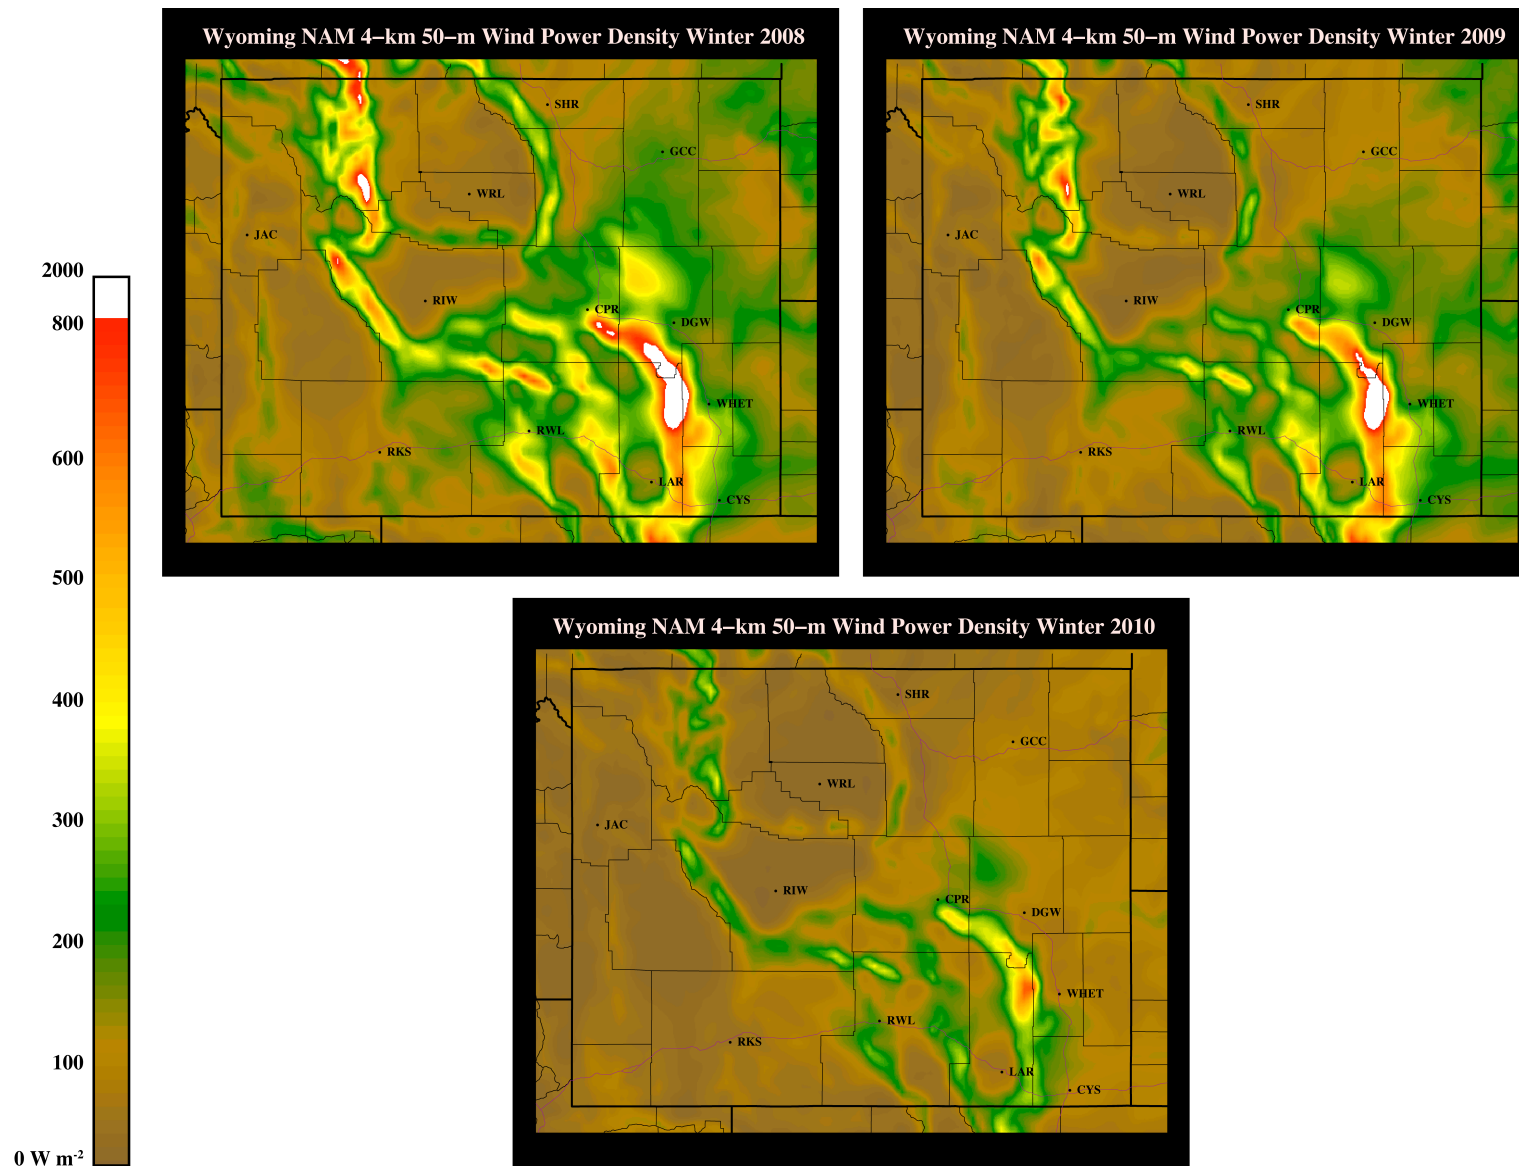 Wyoming NAM 4–km 50–m Wind Power Density Winter 2008
SHR
GCC
WRL
JAC
RIW
CPR
DGW
WHET
RWL
RKS
LAR
CYS
Wyoming NAM 4–km 50–m Wind Power Density Winter 2009
SHR
GCC
WRL
JAC
RIW
CPR
DGW
WHET
RWL
RKS
LAR
CYS
2000
800
600
500
400
300
200
100
0 W m-2
Wyoming NAM 4–km 50–m Wind Power Density Winter 2010
SHR
GCC
WRL
JAC
RIW
CPR
DGW
WHET
RWL
RKS
LAR
CYS